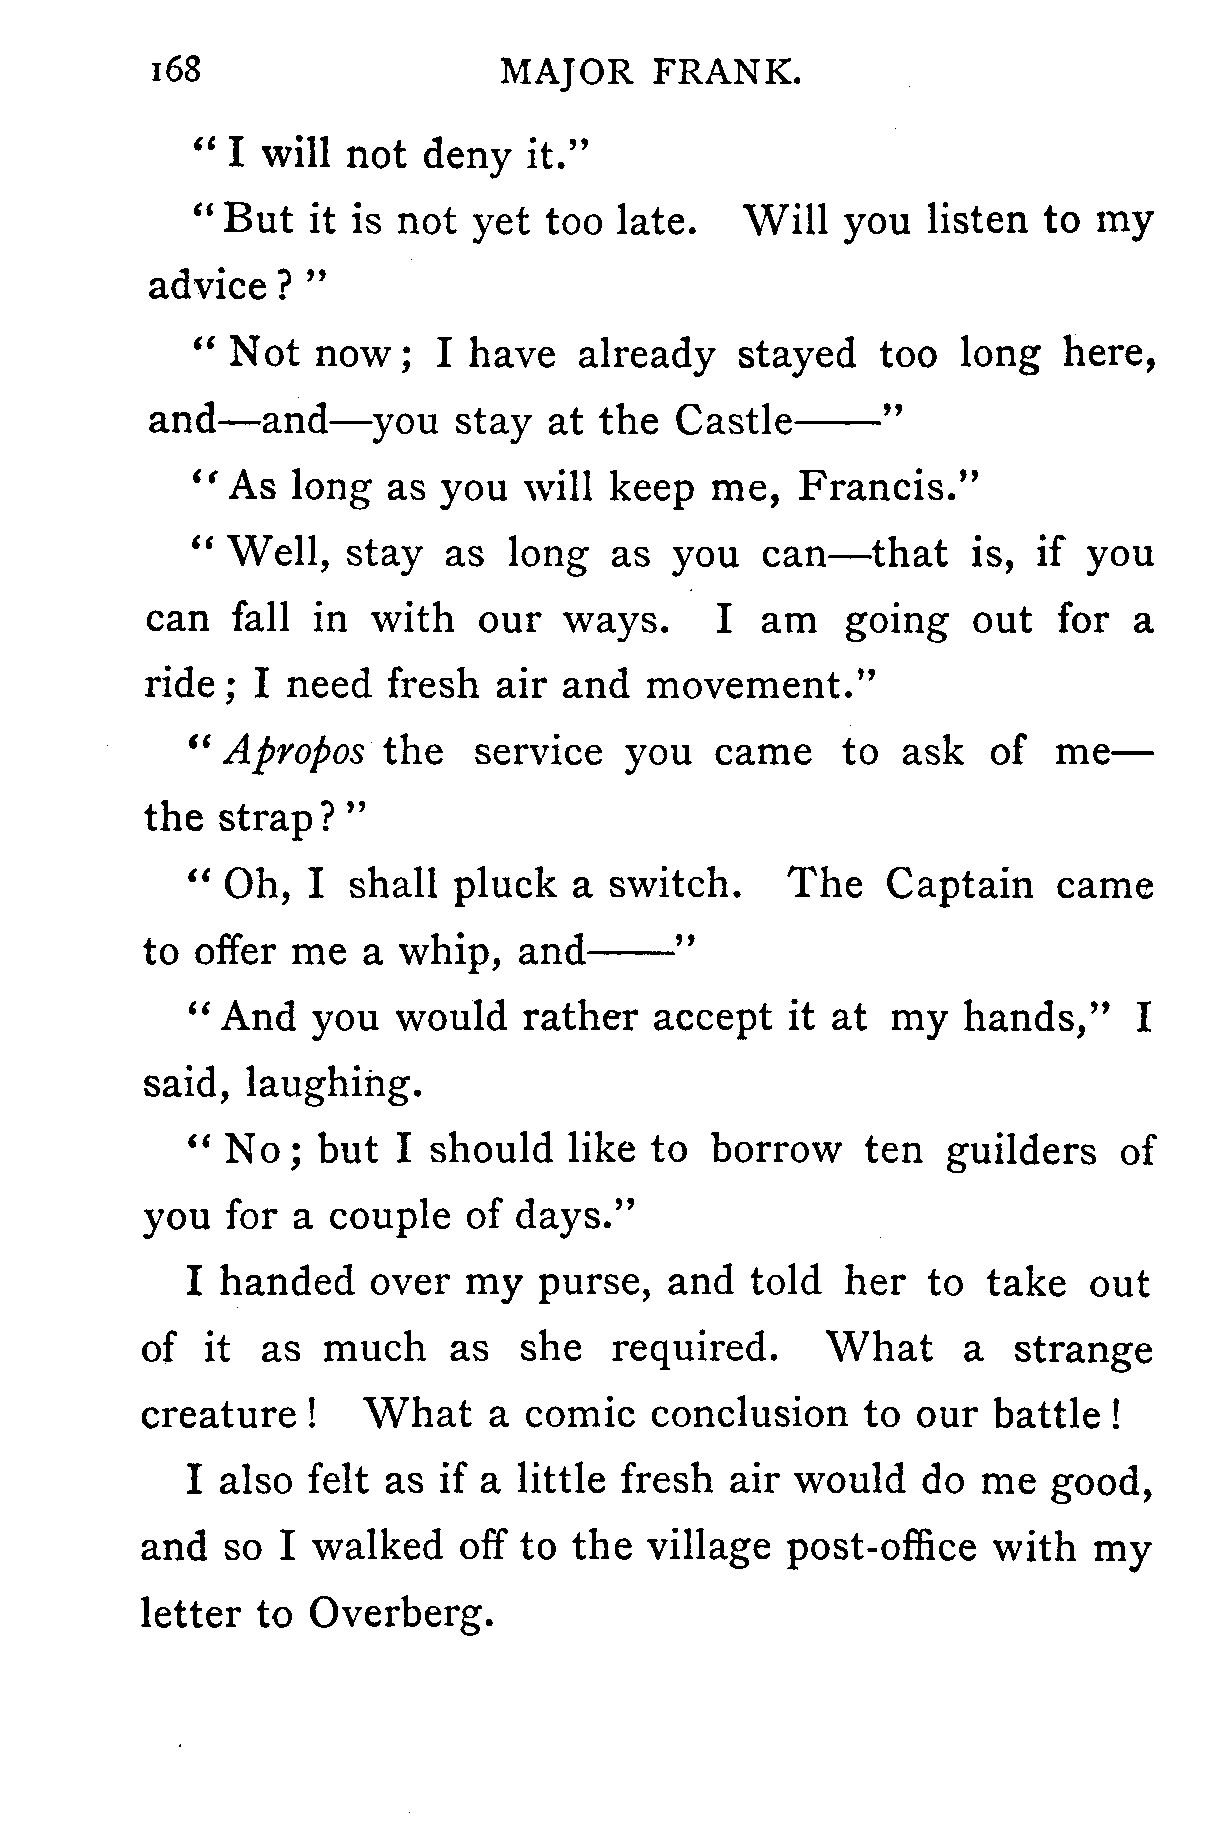 168 MAJOR FRANK.
“ I will not deny it.”
“ But it is not yet too late. Will you listen to my
advice ? ”
“ Not now ; I have already stayed too long here,
and—and—you stay at the Castle——”
“ As long as you will keep me, Francis.”
“ Well, stay as long as you can—that is, if you
can fall in with our ways. I am going out for a
ride ; I need fresh air and movement.”
“ Apropos the service you came to ask of me—
the strap ? ”
“ Oh, I shall pluck a switch. The Captain came
to offer me a whip, and——”
“ And you would rather accept it at my hands,” I
said, laughing.
“ No ; but I should like to borrow ten guilders of
you for a couple of days.”
I handed over my purse, and told her to take out
of it as much as she required. What a strange
creature ! What a comic conclusion to our battle !
I also felt as if a little fresh air would do me good,
and so I walked off to the village post-office with my
letter to Overberg.